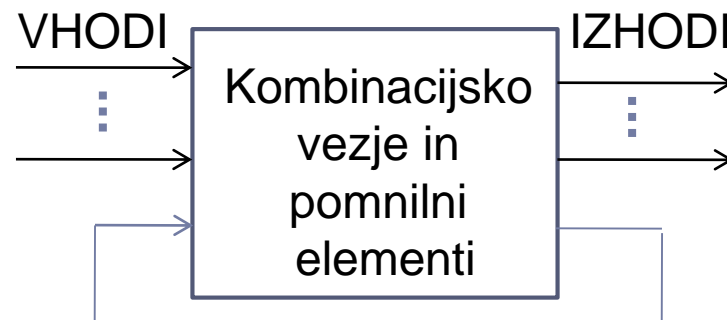 VHODI
IZHODI
Kombinacijsko
vezje in
pomnilni
elementi